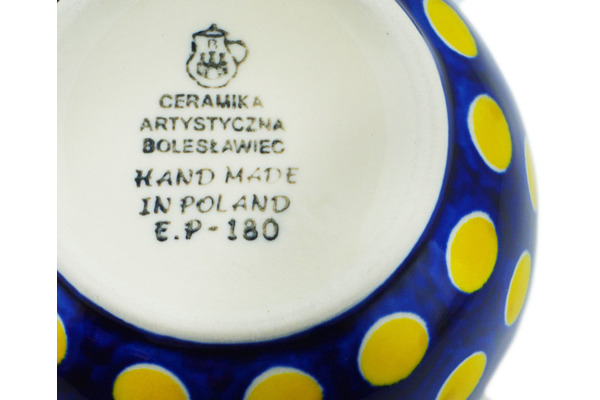 B
CERAMIKA
ARTYSTYCZNA
BOLESŁAWIEC
HAND MADE
IN POLAND
E.P-180